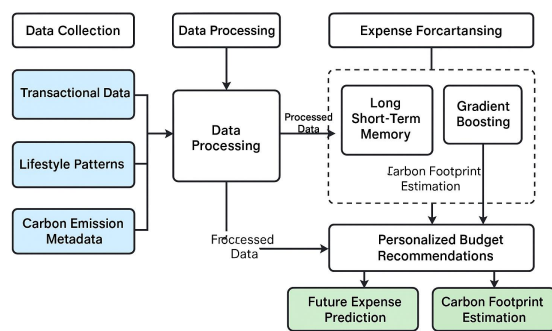 Data Collection
Data Processing
Expense Forcartansing
Transactional Data
Lifestyle Patterns
Carbon Emission
Metadata
Data
Processing
Processed
Data
Long
Short-Term
Memory
Gradient
Boosting
Carbon Footprint
Estimation
Frocessed
Data
Personalized Budget
Recommendations
Future Expense
Prediction
Carbon Footprint
Estimation